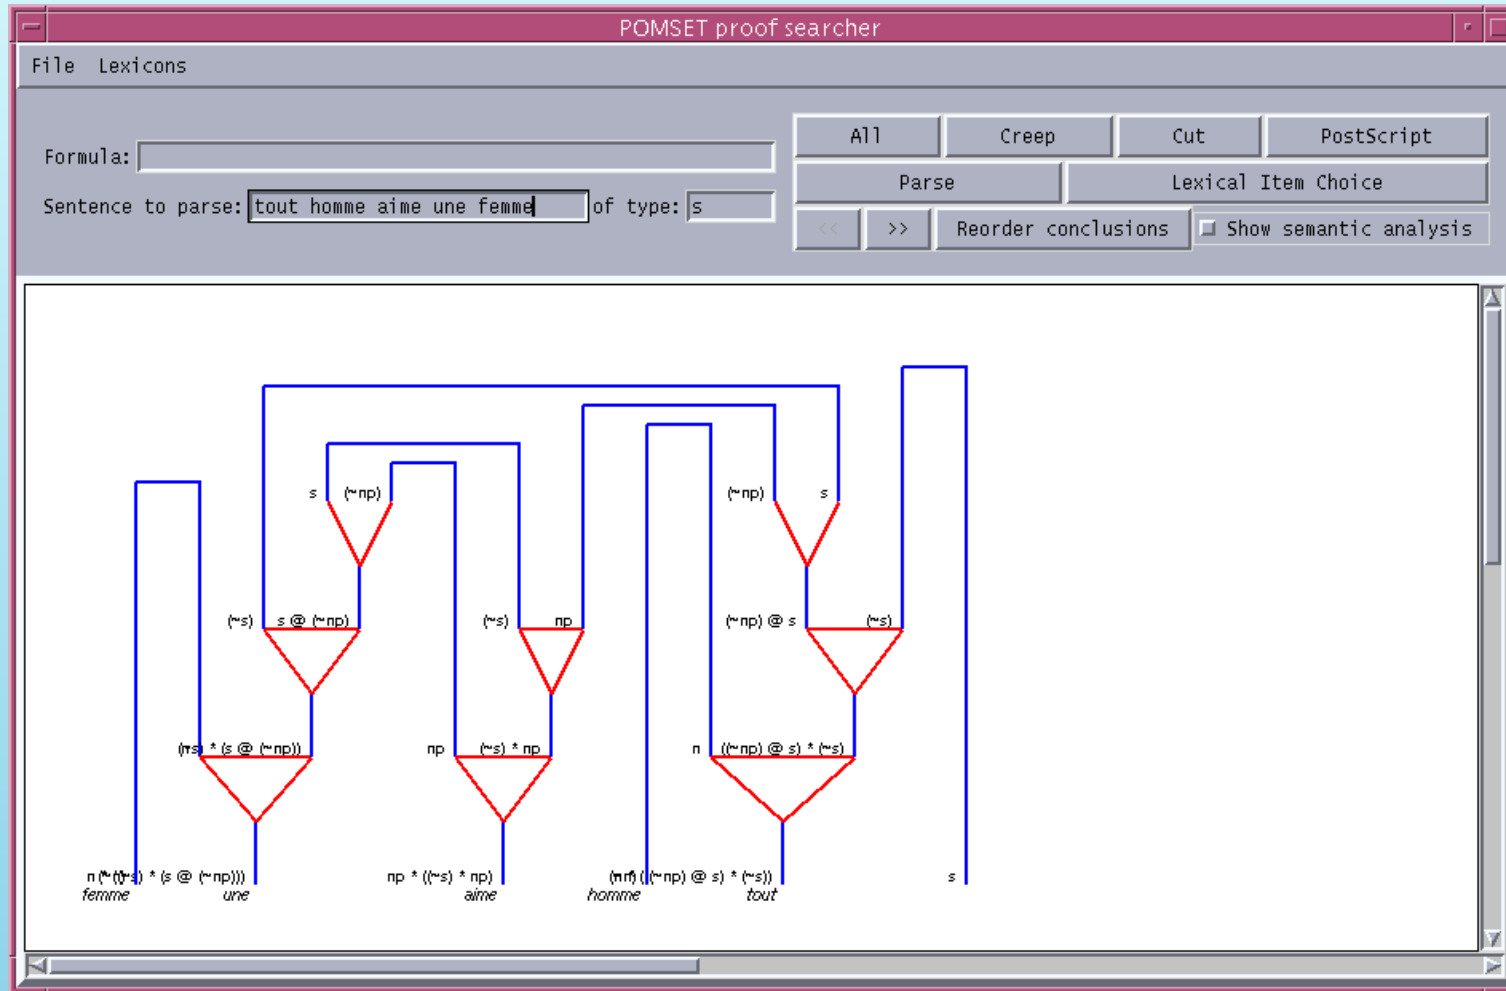 POMSET proof searcher
File Lexicons
All Creep Cut PostScript
Formula:
Parse Lexical Item Choice
Sentence to parse: tout homme aime une femme of type: s
<< >> Reorder conclusions Show semantic analysis
s (~np) (~np) s
(~s) s @ (~np) (~s) np (~np) @ s (~s)
* (s @ (~np)) np (~s) * np n ((~np) @ s) * (~s)
* (s @ (~np))) np * ((~s) * np) ((~np) @ s) * (~s)) s
femme une aime homme tout